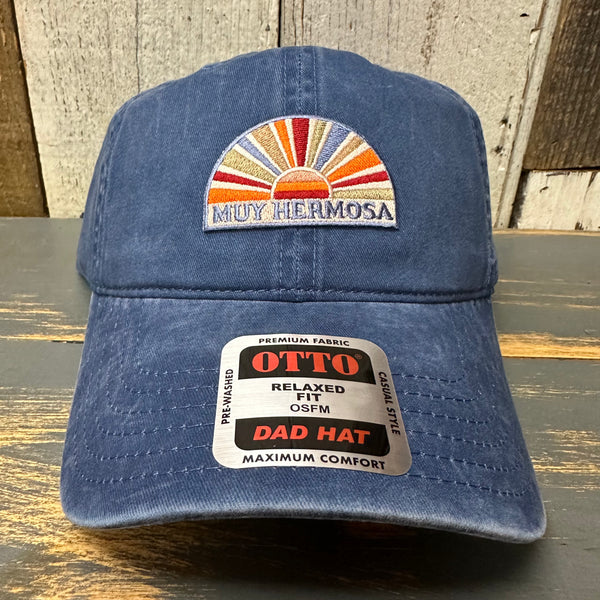 MUY HERMOSA
PREMIUM FABRIC
PRE-WASHED
CASUAL STYLE
OTTO®
RELAXED
FIT
OSFM
DAD HAT
MAXIMUM COMFORT